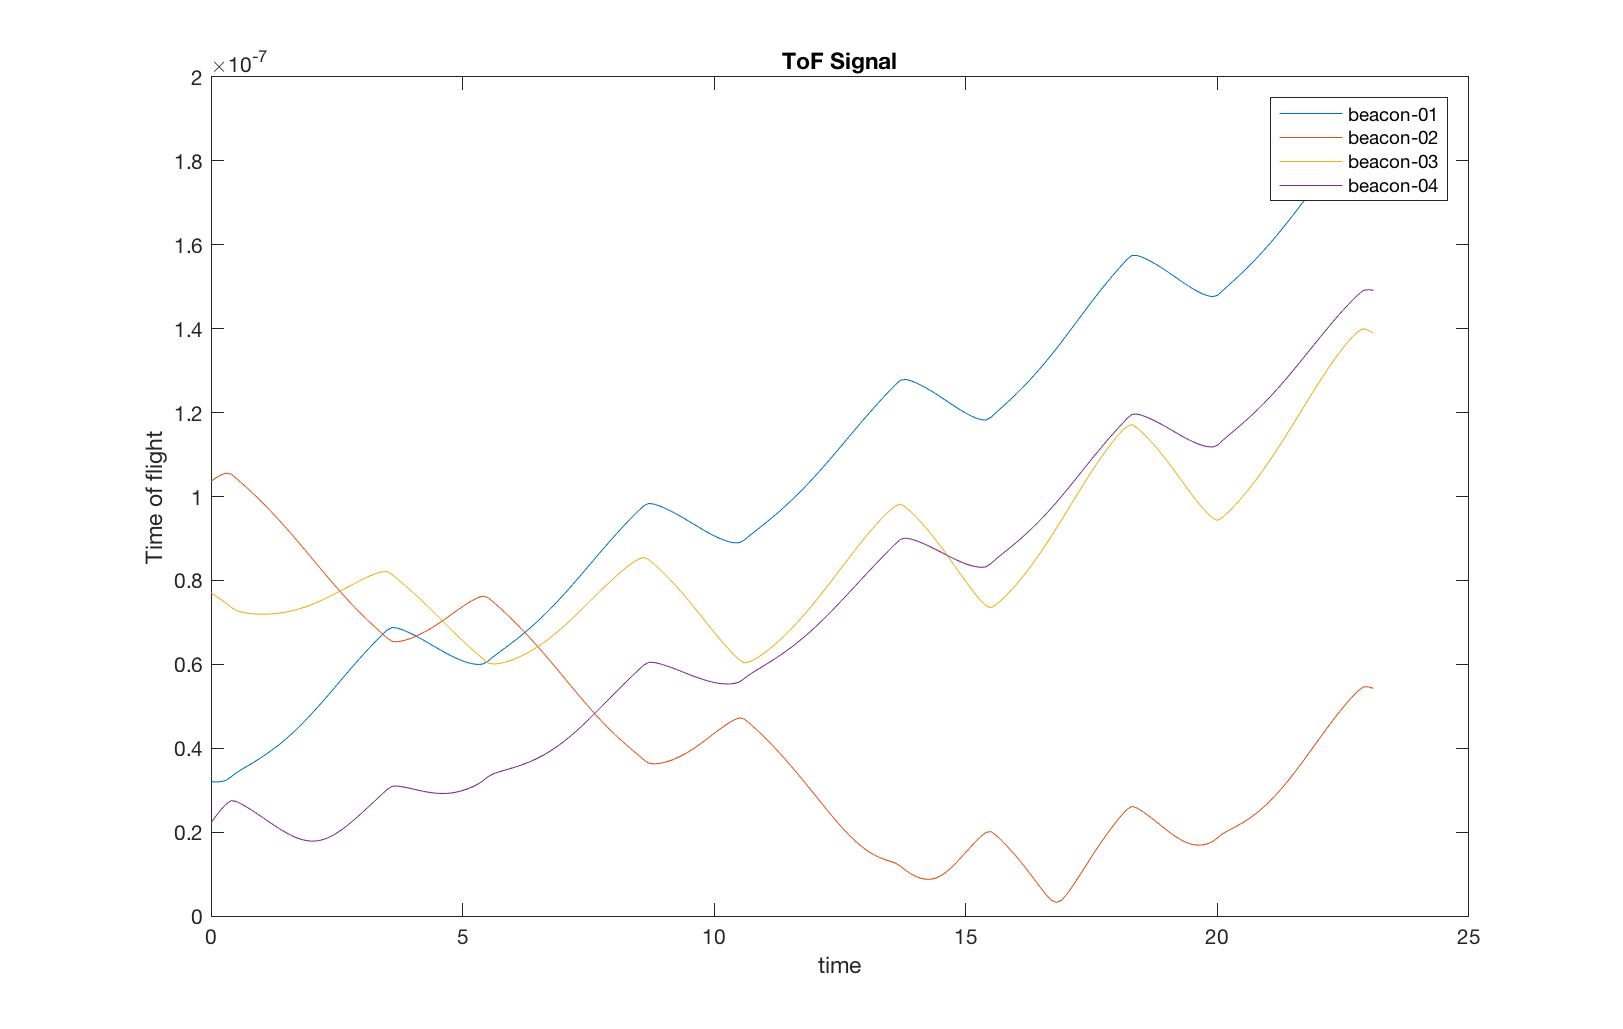 ToF Signal
×10-7
2
1.8
1.6
1.4
1.2
1
0.8
0.6
0.4
0.2
0
Time of flight
0 5 10 15 20 25
time
beacon-01
beacon-02
beacon-03
beacon-04